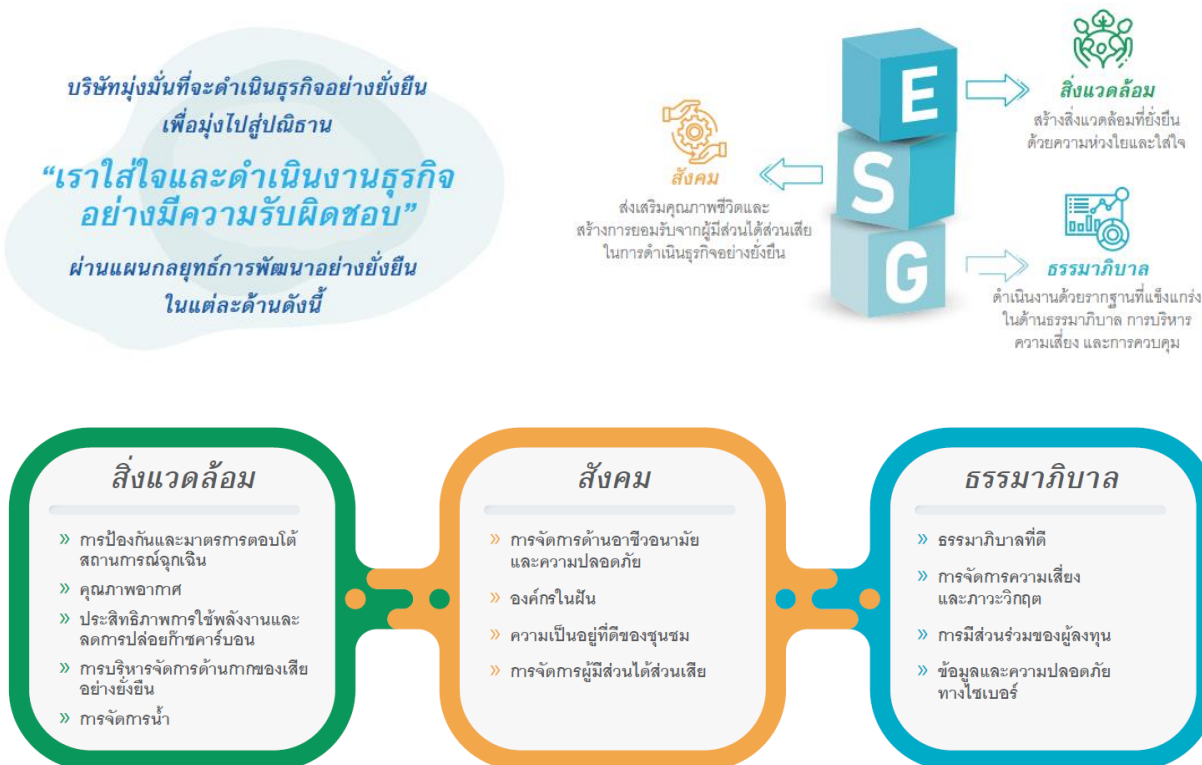 บริษัทมุ่งมั่นที่จะดำเนินธุรกิจอย่างยั่งยืน
เพื่อมุ่งไปสู่ปณิธาน
“เราใส่ใจและดำเนินงานธุรกิจ
อย่างมีความรับผิดชอบ”
ผ่านแผนกลยุทธ์การพัฒนาอย่างยั่งยืน
ในแต่ละด้านดังนี้
E
S
G
สิ่งแวดล้อม
สร้างสิ่งแวดล้อมที่ยั่งยืน
ด้วยความห่วงใยและใส่ใจ
สังคม
ส่งเสริมคุณภาพชีวิตและ
สร้างการยอมรับจากผู้มีส่วนได้ส่วนเสีย
ในการดำเนินธุรกิจอย่างยั่งยืน
ธรรมาภิบาล
ดำเนินงานด้วยรากฐานที่แข็งแกร่ง
ในด้านธรรมาภิบาล การบริหาร
ความเสี่ยง และการควบคุม
สิ่งแวดล้อม
» การป้องกันและมาตรการตอบโต้
สถานการณ์ฉุกเฉิน
» คุณภาพอากาศ
» ประสิทธิภาพการใช้พลังงานและ
ลดการปล่อยก๊าซคาร์บอน
» การบริหารจัดการด้านกากของเสีย
อย่างยั่งยืน
» การจัดการน้ำ
สังคม
» การจัดการด้านอาชีวอนามัย
และความปลอดภัย
» องค์กรในฝัน
» ความเป็นอยู่ที่ดีของชุมชม
» การจัดการผู้มีส่วนได้ส่วนเสีย
ธรรมาภิบาล
» ธรรมาภิบาลที่ดี
» การจัดการความเสี่ยง
และภาวะวิกฤต
» การมีส่วนร่วมของผู้ลงทุน
» ข้อมูลและความปลอดภัย
ทางไซเบอร์